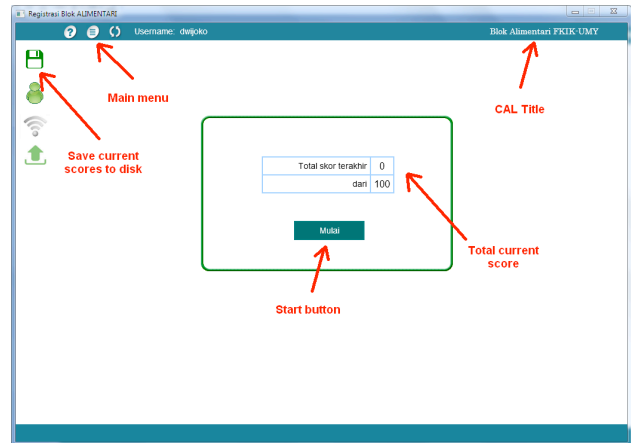 Registrasi Blok ALIMENTARI
Username: dwijoko
Blok Alimentari FKIK-UMY
Main menu
CAL Title
Save current
scores to disk
Total skor terakhir 0
dari 100
Mulai
Total current
score
Start button